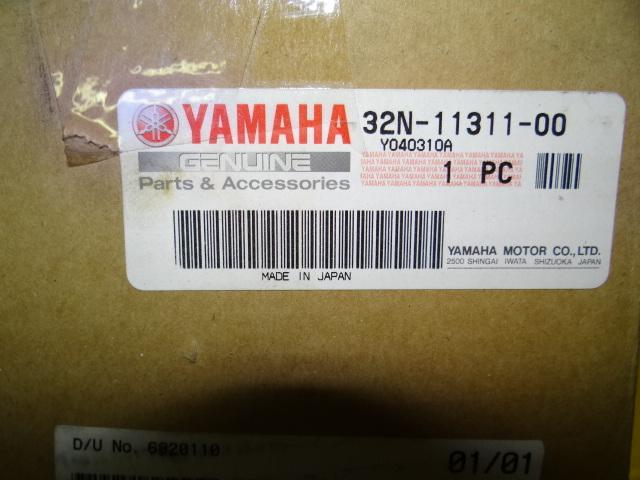 YAMAHA 32N-11311-00
GENUINE Y040310A
Parts & Accessories 1 PC
YAMAHA MOTOR CO.,LTD.
2500 SHINGAI IWATA SHIZUOKA JAPAN
MADE IN JAPAN
D/U No. 6820110
01/01